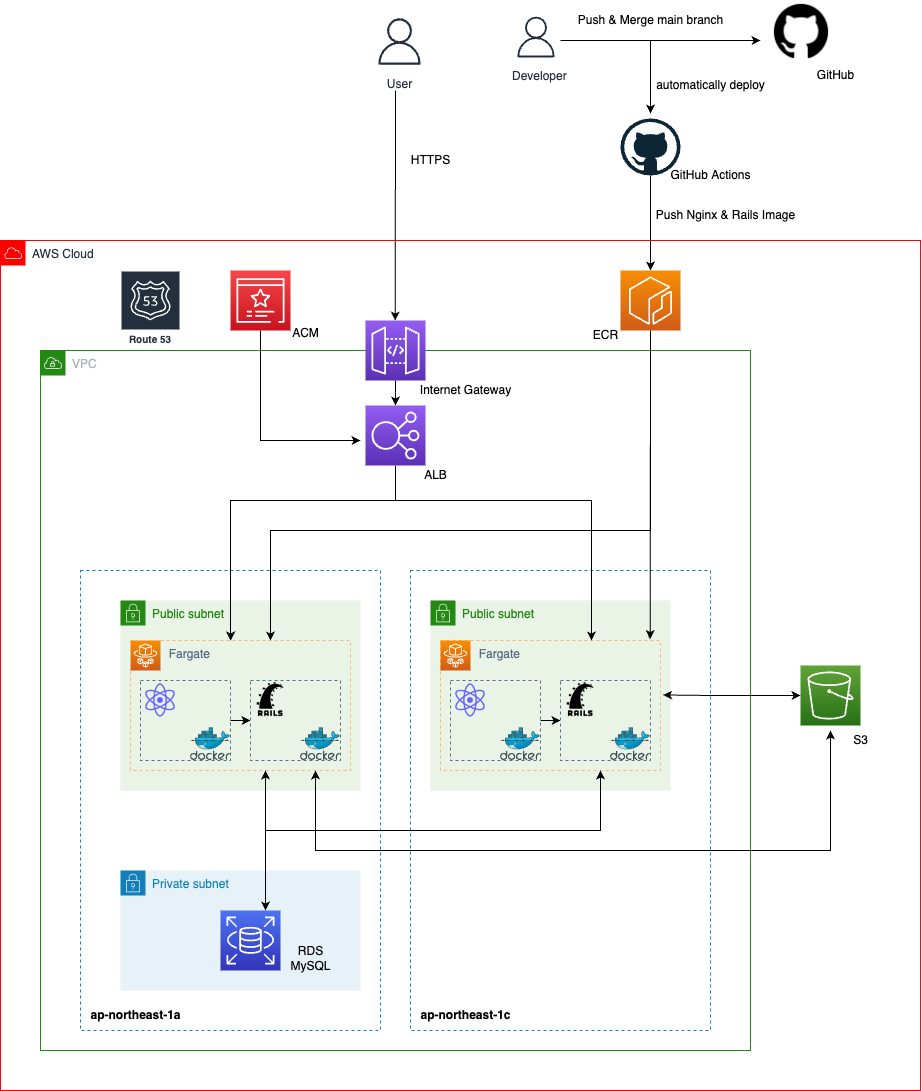 Push & Merge main branch
User
Developer
GitHub
automatically deploy
HTTPS
GitHub Actions
Push Nginx & Rails Image
AWS Cloud
53
Route 53
ACM
ECR
VPC
</>
Internet Gateway
ALB
Public subnet
Public subnet
Fargate
Fargate
RAILS
RAILS
docker
docker
docker
docker
S3
Private subnet
RDS
MySQL
ap-northeast-1a
ap-northeast-1c